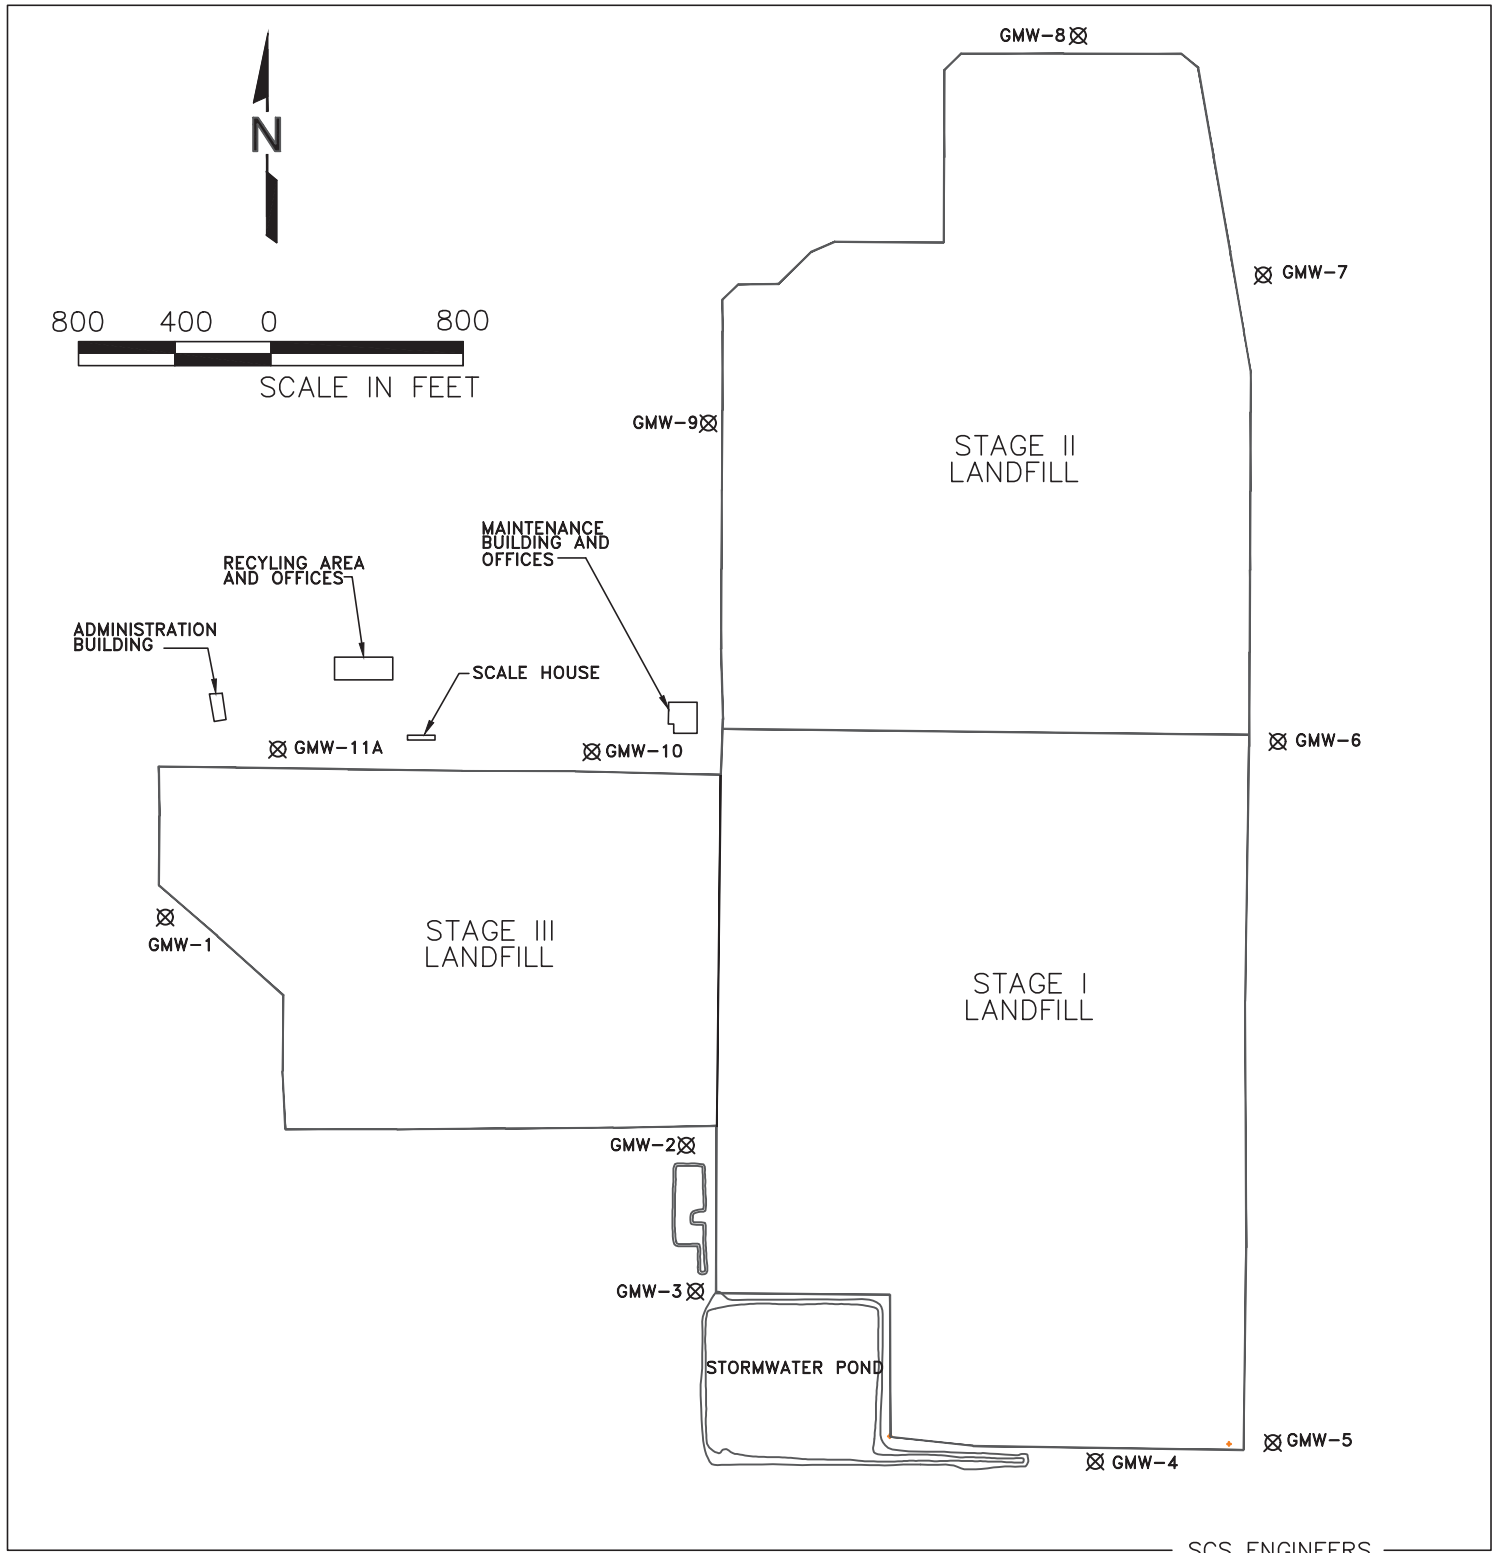 GMW-8
N
GMW-7
800 400 0 800
SCALE IN FEET
GMW-9
STAGE II
LANDFILL
MAINTENANCE
BUILDING AND
OFFICES
RECYLING AREA
AND OFFICES
ADMINISTRATION
BUILDING
SCALE HOUSE
GMW-11A
GMW-10
GMW-6
STAGE III
LANDFILL
GMW-1
STAGE I
LANDFILL
GMW-2
GMW-3
STORMWATER POND
GMW-5
GMW-4
SCS ENGINEERS